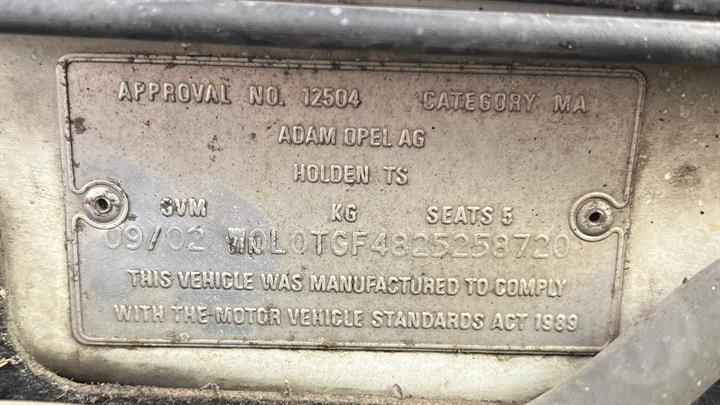 APPROVAL NO. 12504 CATEGORY MA
ADAM OPEL AG
HOLDEN TS
GVM KG SEATS 5
09/02 W0L0TGF4825258720
THIS VEHICLE WAS MANUFACTURED TO COMPLY
WITH THE MOTOR VEHICLE STANDARDS ACT 1989